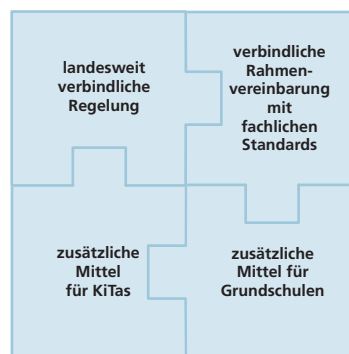 landesweit
verbindliche
Regelung
verbindliche
Rahmen-
vereinbarung
mit
fachlichen
Standards
zusätzliche
Mittel
für KiTas
zusätzliche
Mittel für
Grundschulen